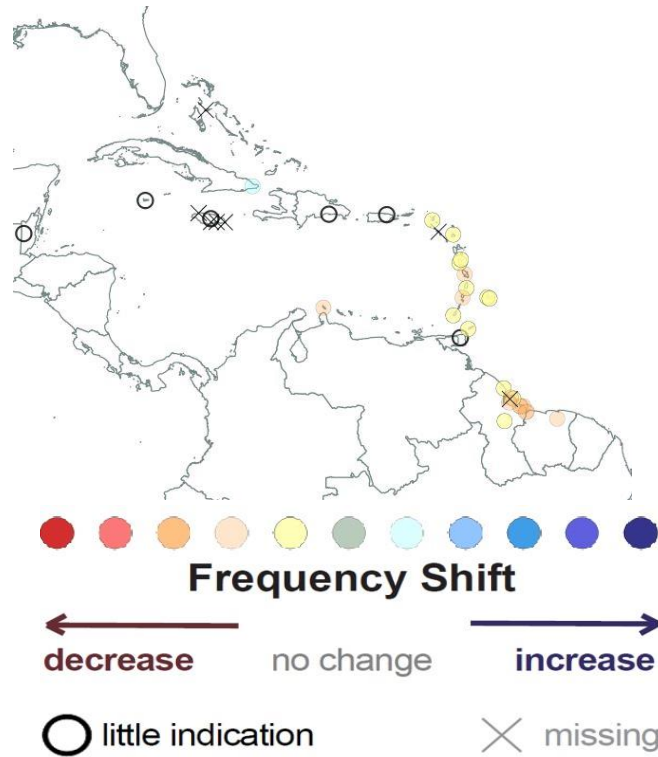 Frequency Shift
decrease no change increase
little indication missing